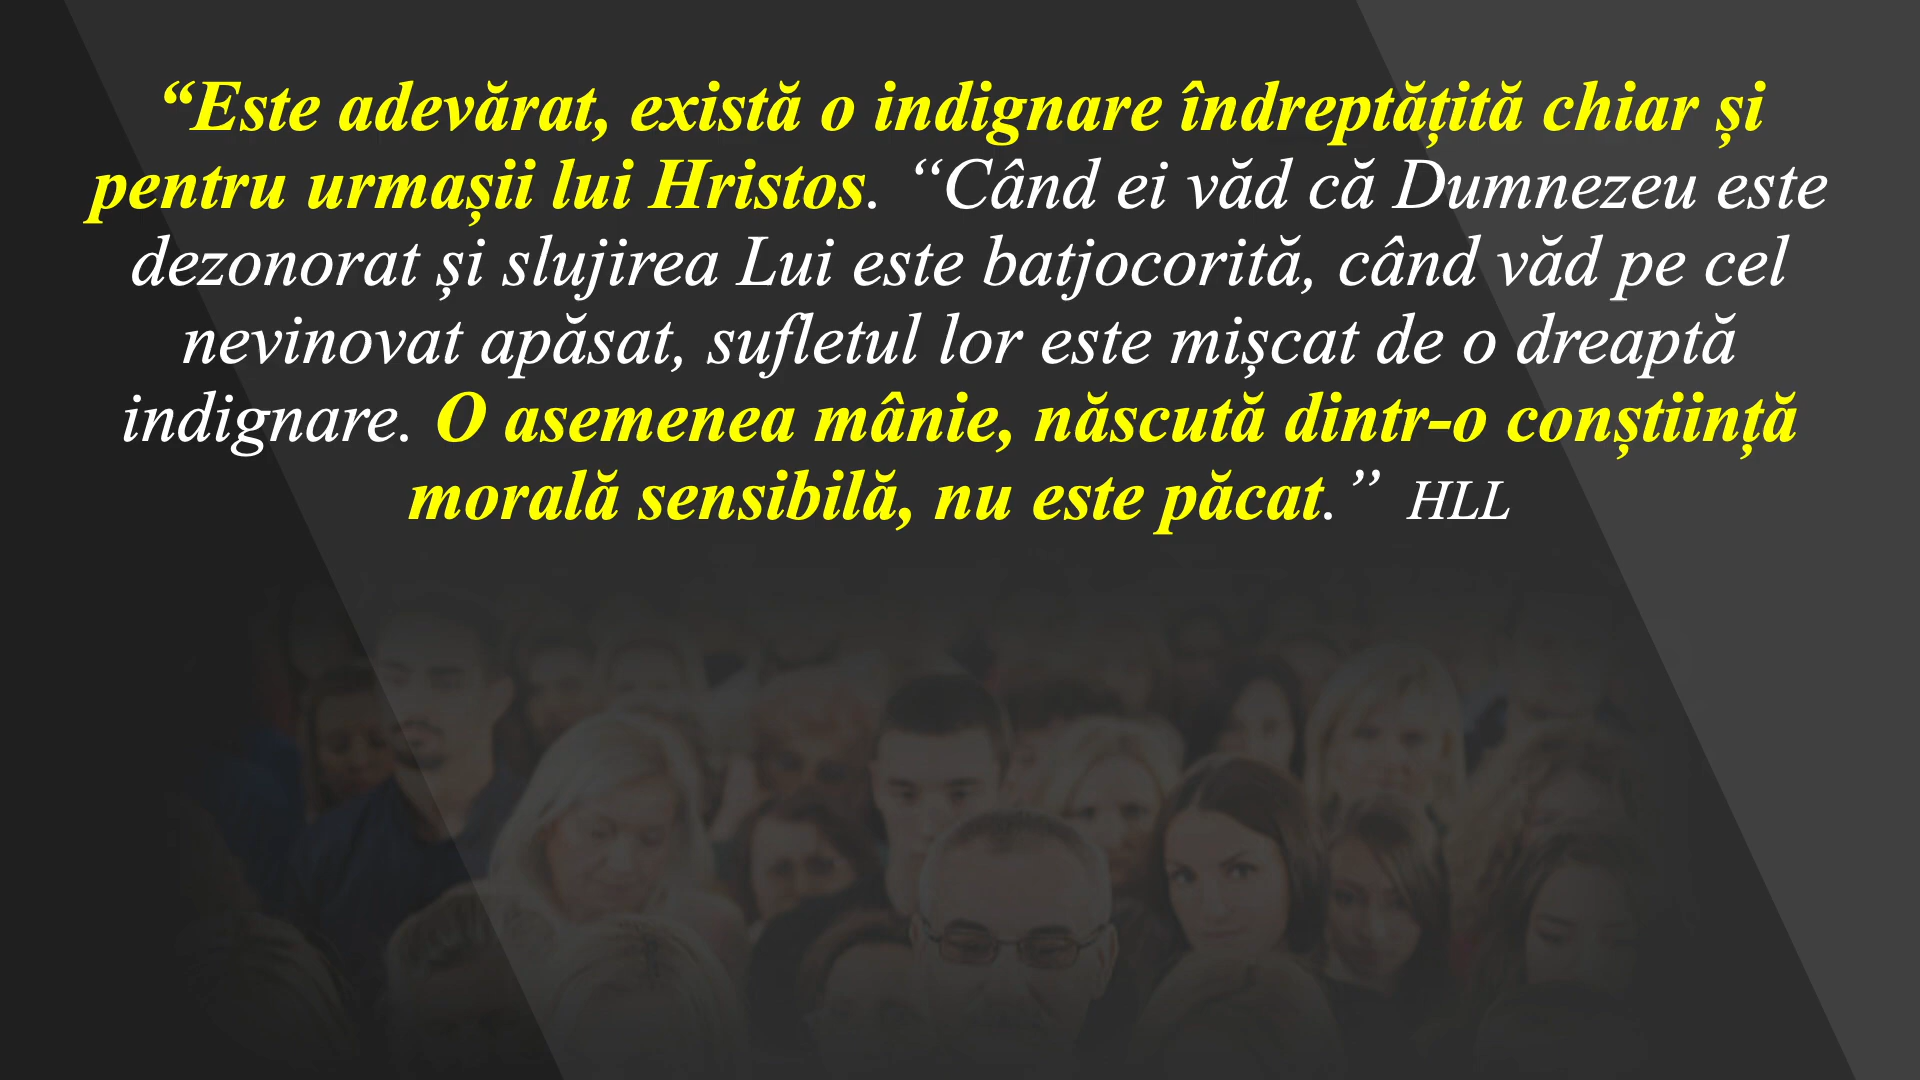 “Este adevărat, există o indignare îndreptățită chiar și
pentru urmașii lui Hristos. “Când ei văd că Dumnezeu este
dezonorat și slujirea Lui este batjocorită, când văd pe cel
nevinovat apăsat, sufletul lor este mișcat de o dreaptă
indignare. O asemenea mânie, născută dintr-o conștiință
morală sensibilă, nu este păcat.” HLL